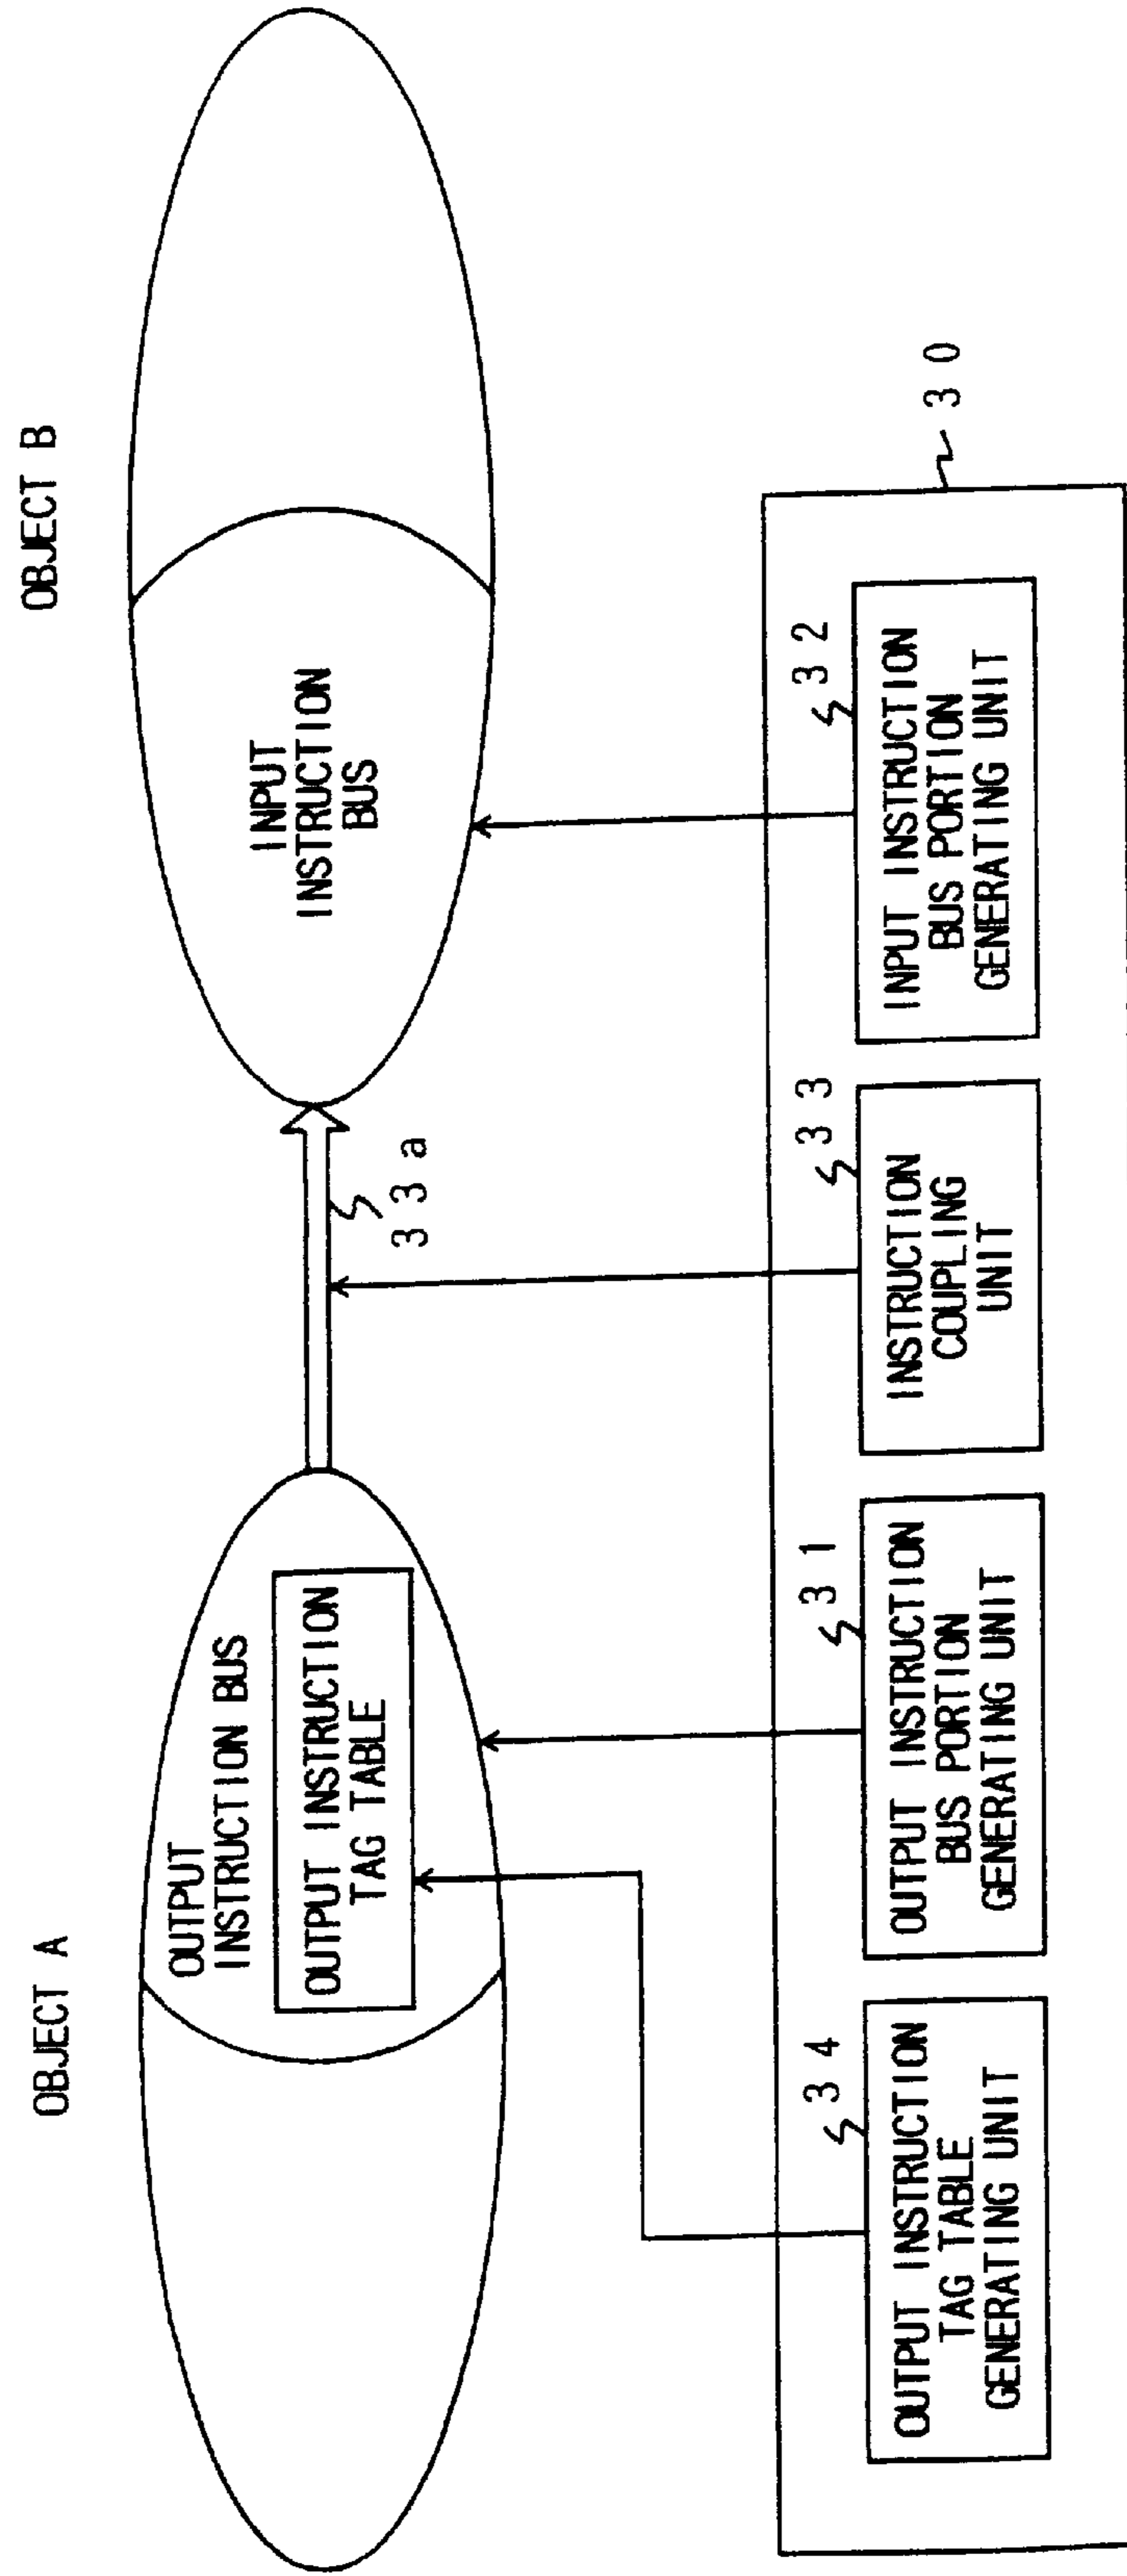 OBJECT A
OBJECT B
OUTPUT
INSTRUCTION BUS
OUTPUT INSTRUCTION
TAG TABLE
33a
INPUT
INSTRUCTION
BUS
34
OUTPUT INSTRUCTION
TAG TABLE
GENERATING UNIT
31
OUTPUT INSTRUCTION
BUS PORTION
GENERATING UNIT
33
INSTRUCTION
COUPLING
UNIT
32
INPUT INSTRUCTION
BUS PORTION
GENERATING UNIT
30